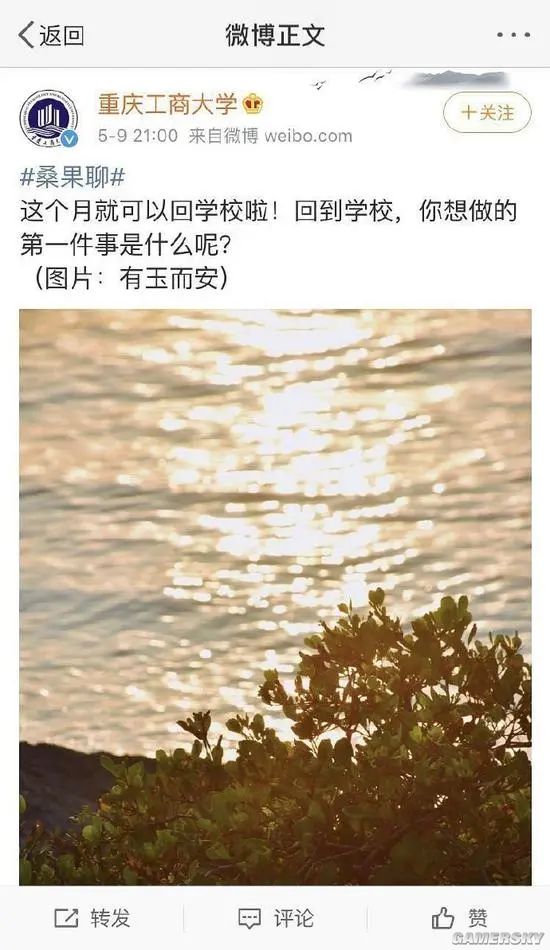 返回
微博正文
重庆工商大学
+关注
5-9 21:00 来自微博 weibo.com
#桑果聊#
这个月就可以回学校啦！回到学校，你想做的
第一件事是什么呢？
（图片：有玉而安）
转发
评论
赞
GAMERSKY